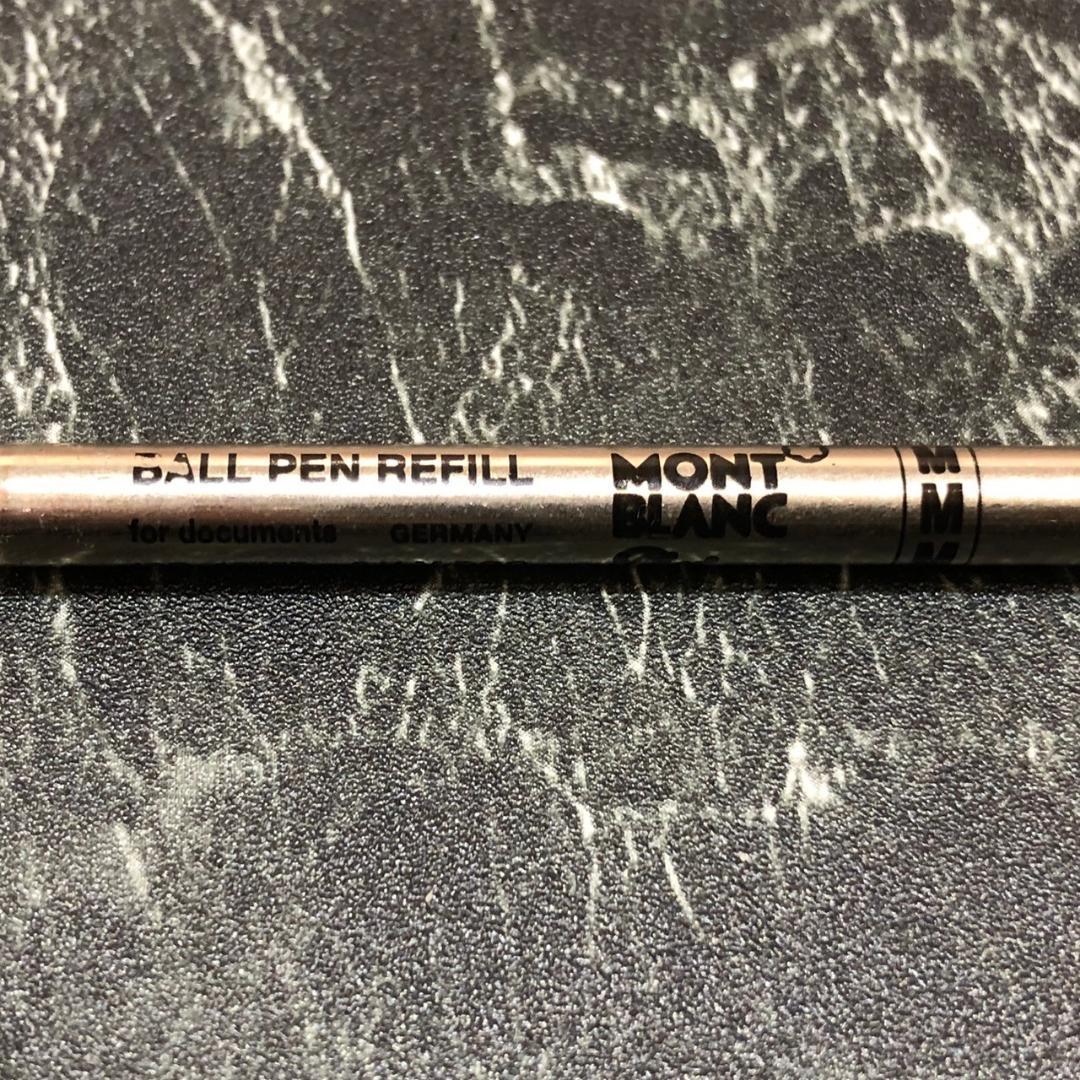 BALL PEN REFILL
for documents GERMANY
MONT
BLANC
M
M
M